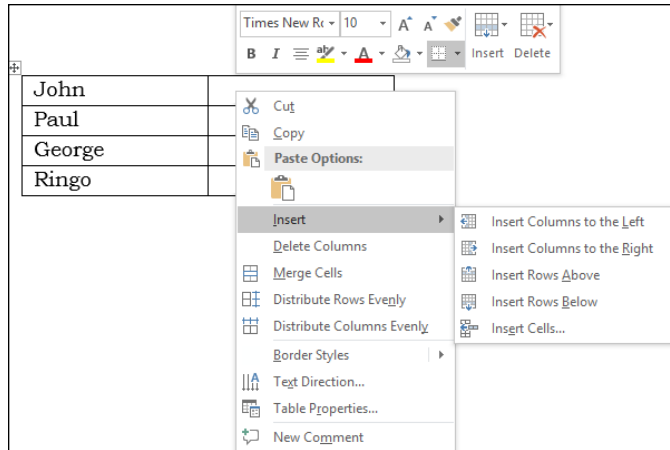 Times New Rc 10 A A
B I ab A Insert Delete
John
Paul
George
Ringo
Cut
Copy
Paste Options:
Insert
Delete Columns
Merge Cells
Distribute Rows Evenly
Distribute Columns Evenly
Border Styles
Text Direction...
Table Properties...
New Comment
Insert Columns to the Left
Insert Columns to the Right
Insert Rows Above
Insert Rows Below
Insert Cells...